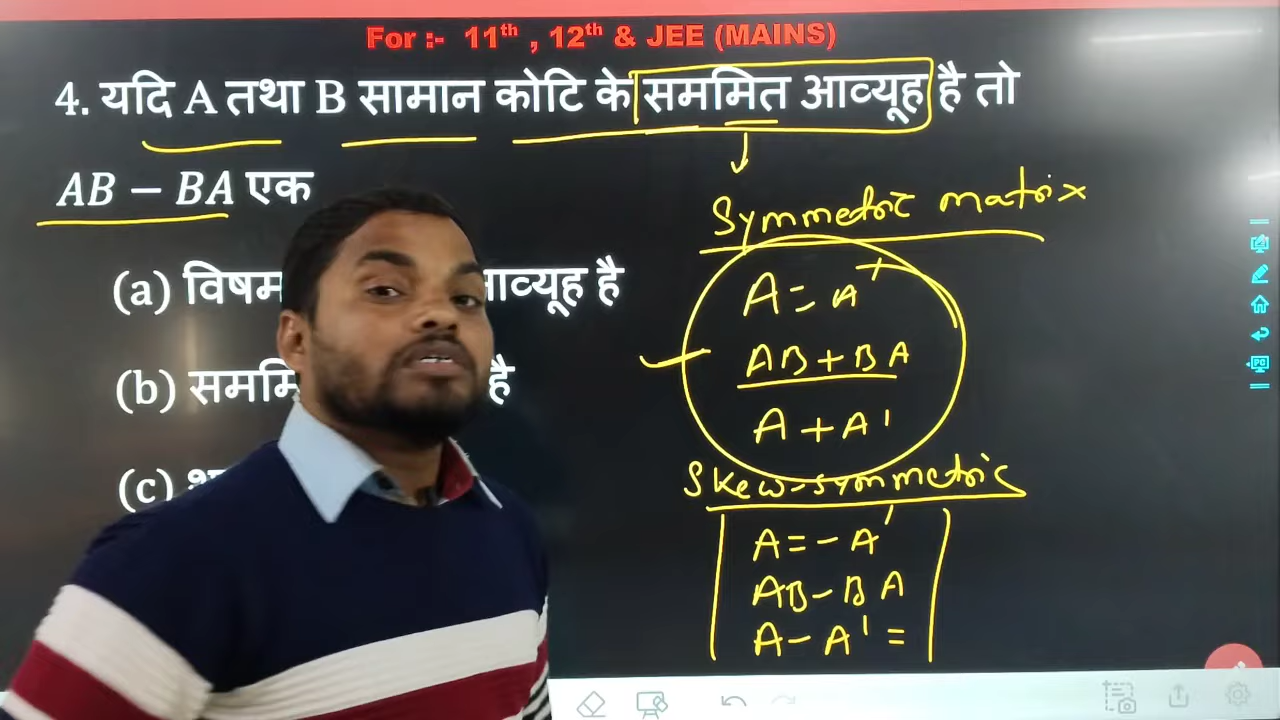 For :- 11th , 12th & JEE (MAINS)
4. यदि A तथा B सामान कोटि के सममित आव्यूह है तो
AB − BA एक
(a) विषम आव्यूह है
(b) सममि है
(c)
Symmetric matrix
A = A'
AB + BA
A + A'
Skew-symmetric
A = - A'
AB - BA
A - A' =